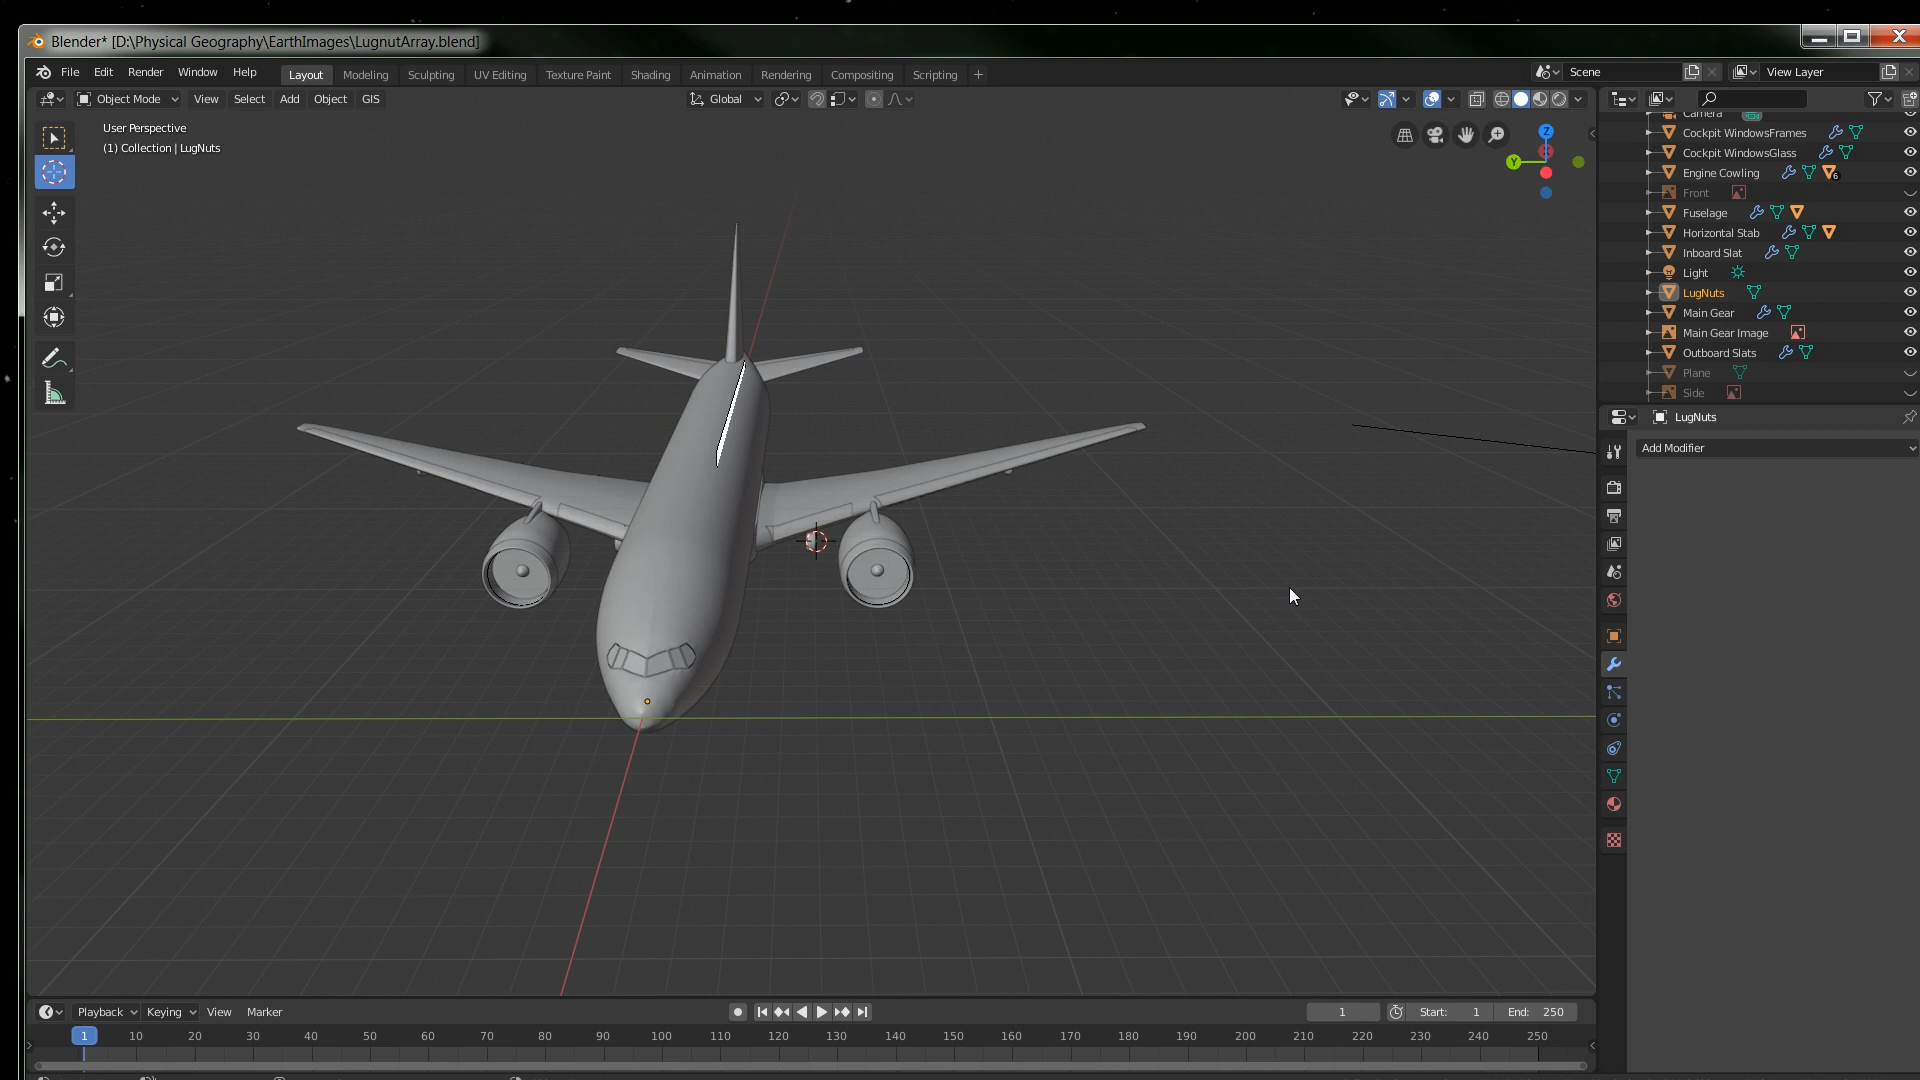 Blender* [D:\Physical Geography\EarthImages\LugnutArray.blend]
File Edit Render Window Help Layout Modeling Sculpting UV Editing Texture Paint Shading Animation Rendering Compositing Scripting + Scene View Layer
Object Mode View Select Add Object GIS Global
User Perspective
(1) Collection | LugNuts
Z
Y
Camera
Cockpit WindowsFrames
Cockpit WindowsGlass
Engine Cowling 6
Front
Fuselage
Horizontal Stab
Inboard Slat
Light
LugNuts
Main Gear
Main Gear Image
Outboard Slats
Plane
Side
LugNuts
Add Modifier
Playback Keying View Marker 1 Start: 1 End: 250
1 10 20 30 40 50 60 70 80 90 100 110 120 130 140 150 160 170 180 190 200 210 220 230 240 250